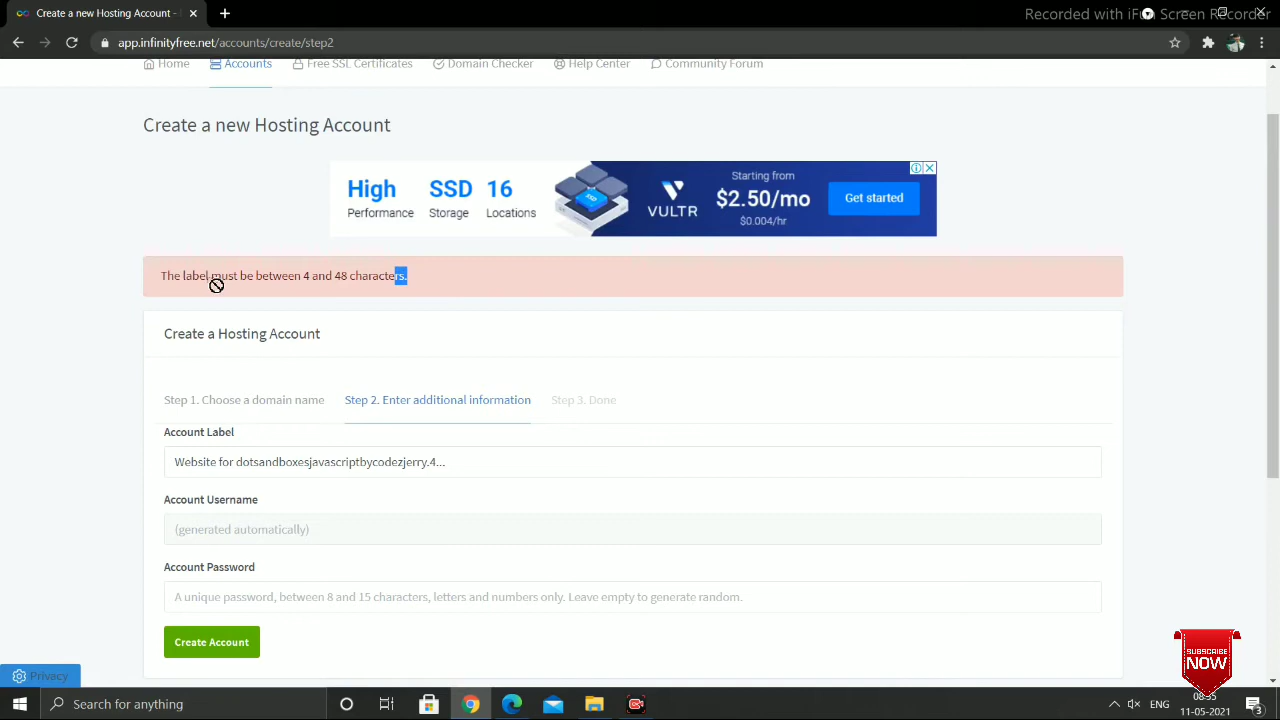 Create a new Hosting Account -
Recorded with iFun Screen Recorder
app.infinityfree.net/accounts/create/step2
Home Accounts Free SSL Certificates Domain Checker Help Center Community Forum
Create a new Hosting Account
High SSD 16
Performance Storage Locations
VULTR
Starting from
$2.50/mo
$0.004/hr
Get started
The label must be between 4 and 48 characters.
Create a Hosting Account
Step 1. Choose a domain name Step 2. Enter additional information Step 3. Done
Account Label
Website for dotsandboxesjavascriptbycodezjerry.4...
Account Username
(generated automatically)
Account Password
A unique password, between 8 and 15 characters, letters and numbers only. Leave empty to generate random.
Create Account
Privacy
SUBSCRIBE
NOW
Search for anything
ENG
08:55
11-05-2021
3